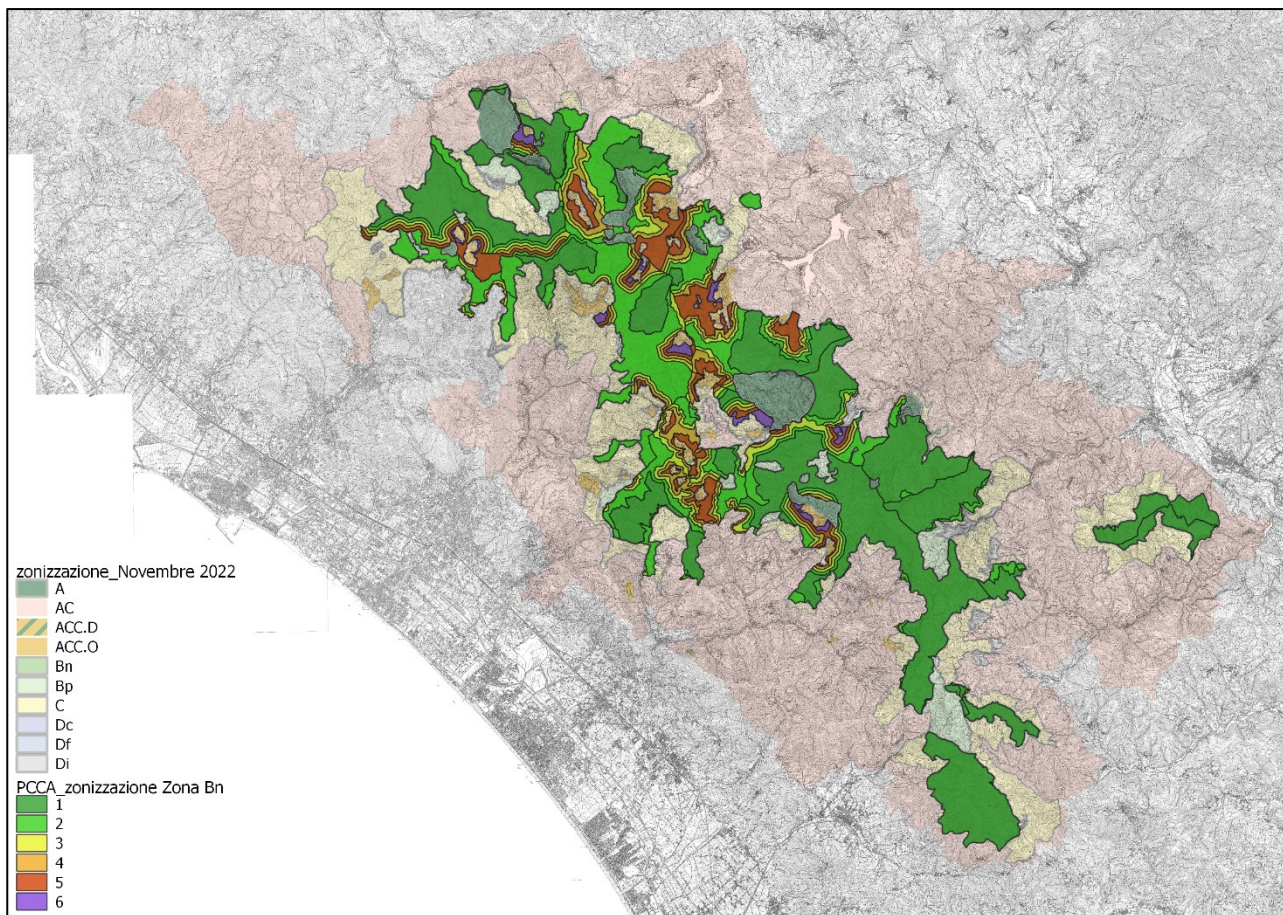 zonizzazione_Novembre 2022
A
AC
ACC.D
ACC.O
Bn
Bp
C
Dc
Df
Di
PCCA_zonizzazione Zona Bn
1
2
3
4
5
6